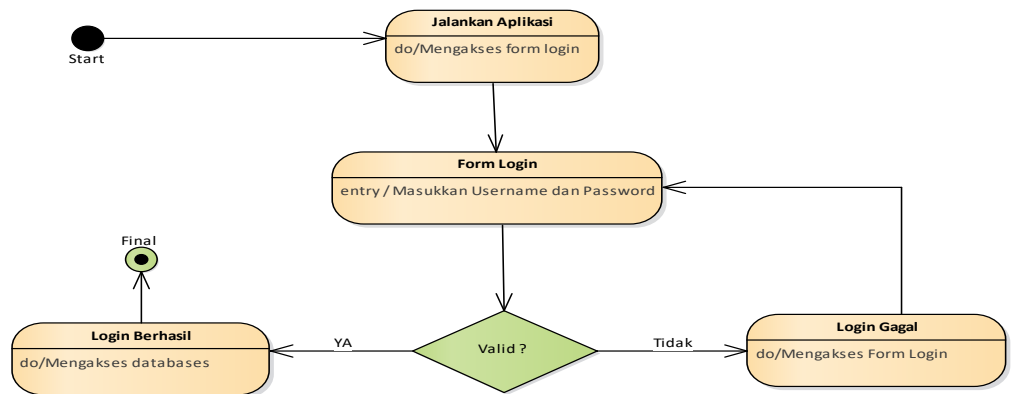 Jalankan Aplikasi
do/Mengakses form login
Start
Form Login
entry / Masukkan Username dan Password
Final
Login Berhasil
do/Mengakses databases
YA
Valid ?
Tidak
Login Gagal
do/Mengakses Form Login